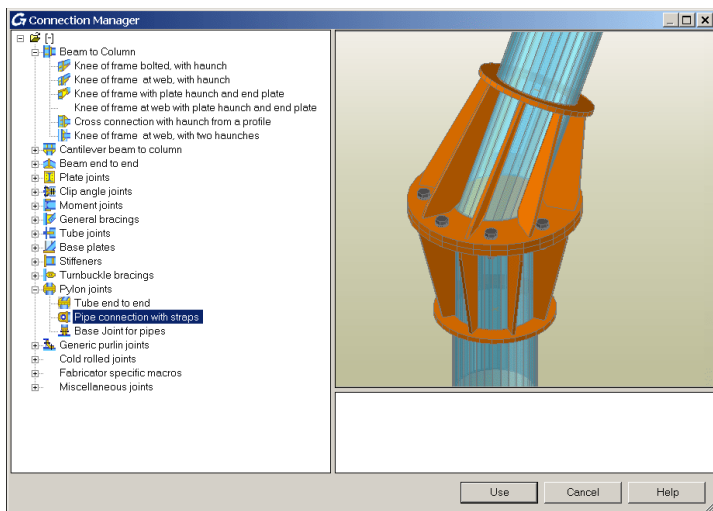 Connection Manager
[-]
Beam to Column
Knee of frame bolted, with haunch
Knee of frame at web, with haunch
Knee of frame with plate haunch and end plate
Knee of frame at web with plate haunch and end plate
Cross connection with haunch from a profile
Knee of frame at web, with two haunches
Cantilever beam to column
Beam end to end
Plate joints
Clip angle joints
Moment joints
General bracings
Tube joints
Base plates
Stiffeners
Turnbuckle bracings
Pylon joints
Tube end to end
Pipe connection with straps
Base Joint for pipes
Generic purlin joints
Cold rolled joints
Fabricator specific macros
Miscellaneous joints
Use
Cancel
Help